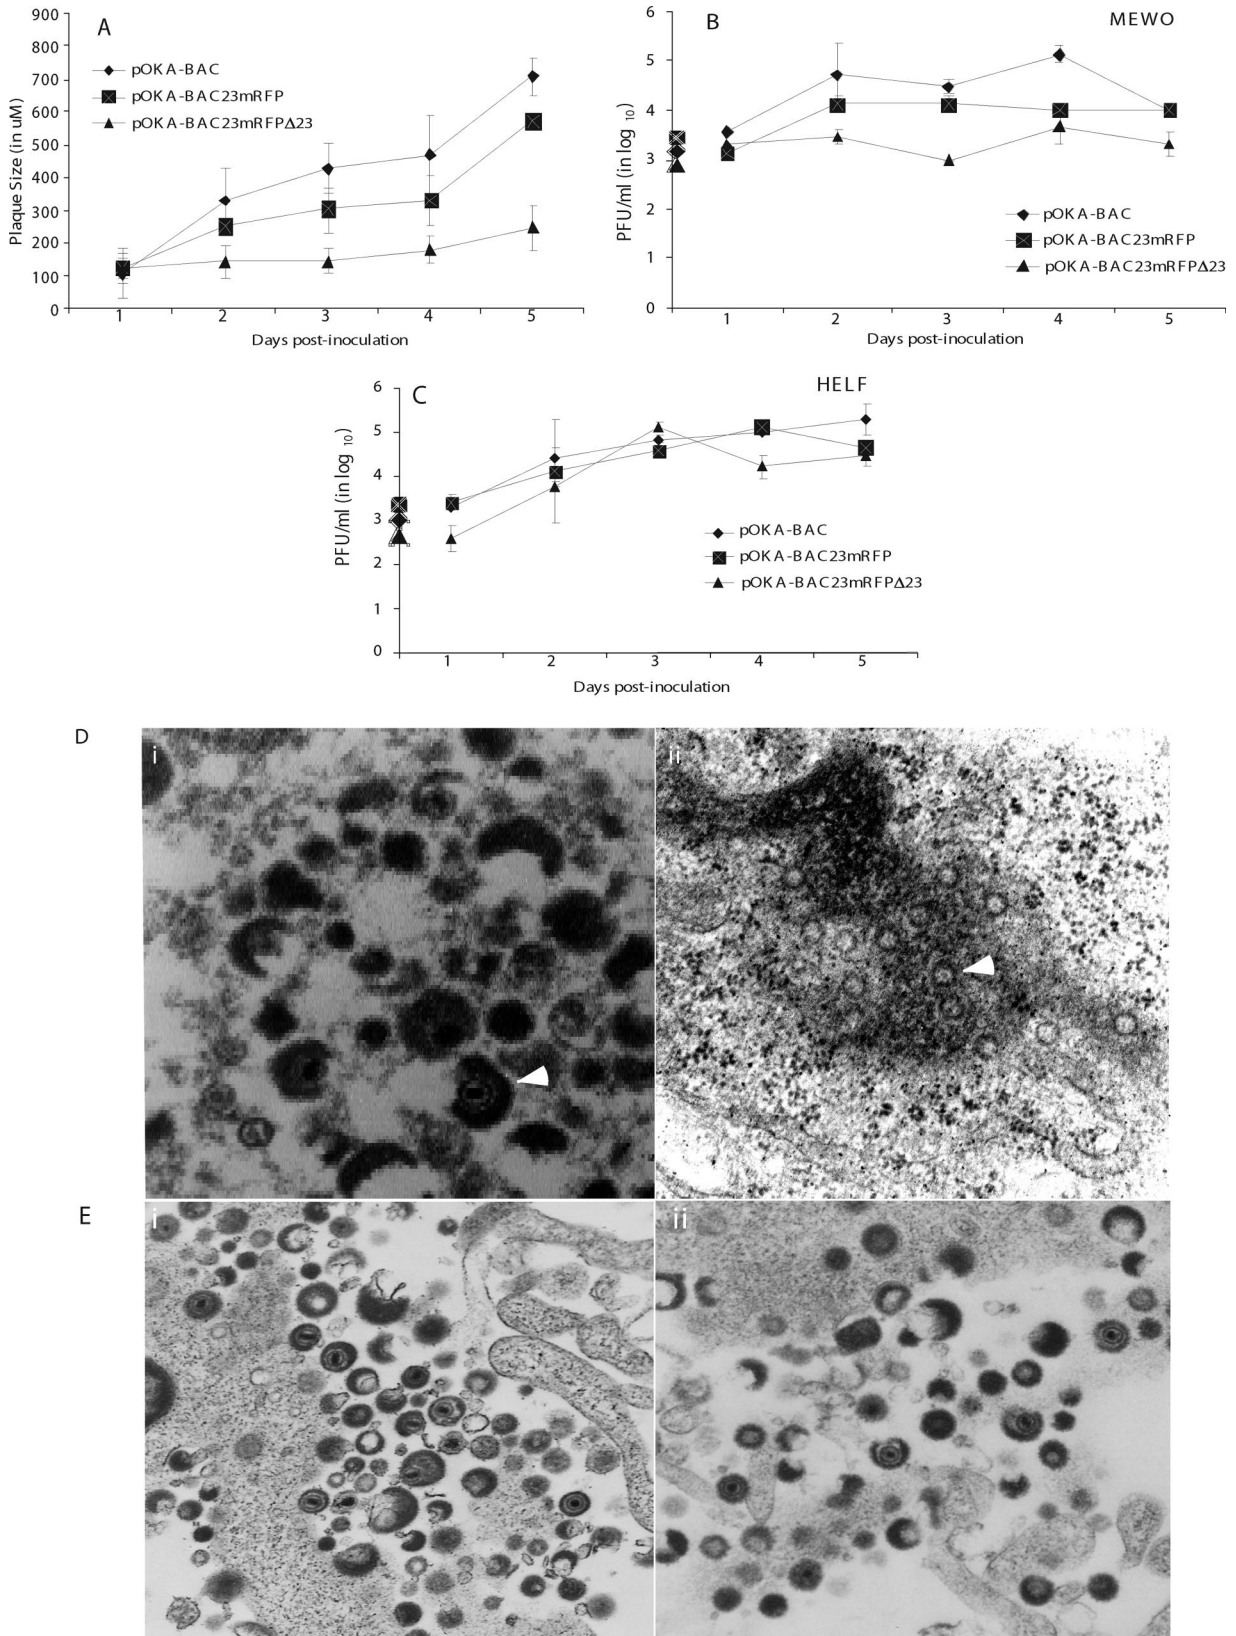 A
900
800
700
600
500
400
300
200
100
0
Plaque Size (in uM)
pOKA-BAC
pOKA-BAC23mRFP
pOKA-BAC23mRFPΔ23
1 2 3 4 5
Days post-inoculation
B
MEWO
6
5
4
3
2
1
0
PFU/ml (in log 10)
pOKA-BAC
pOKA-BAC23mRFP
pOKA-BAC23mRFPΔ23
1 2 3 4 5
Days post-inoculation
C
HELF
6
5
4
3
2
1
0
PFU/ml (in log 10)
pOKA-BAC
pOKA-BAC23mRFP
pOKA-BAC23mRFPΔ23
1 2 3 4 5
Days post-inoculation
D
i
ii
E
i
ii